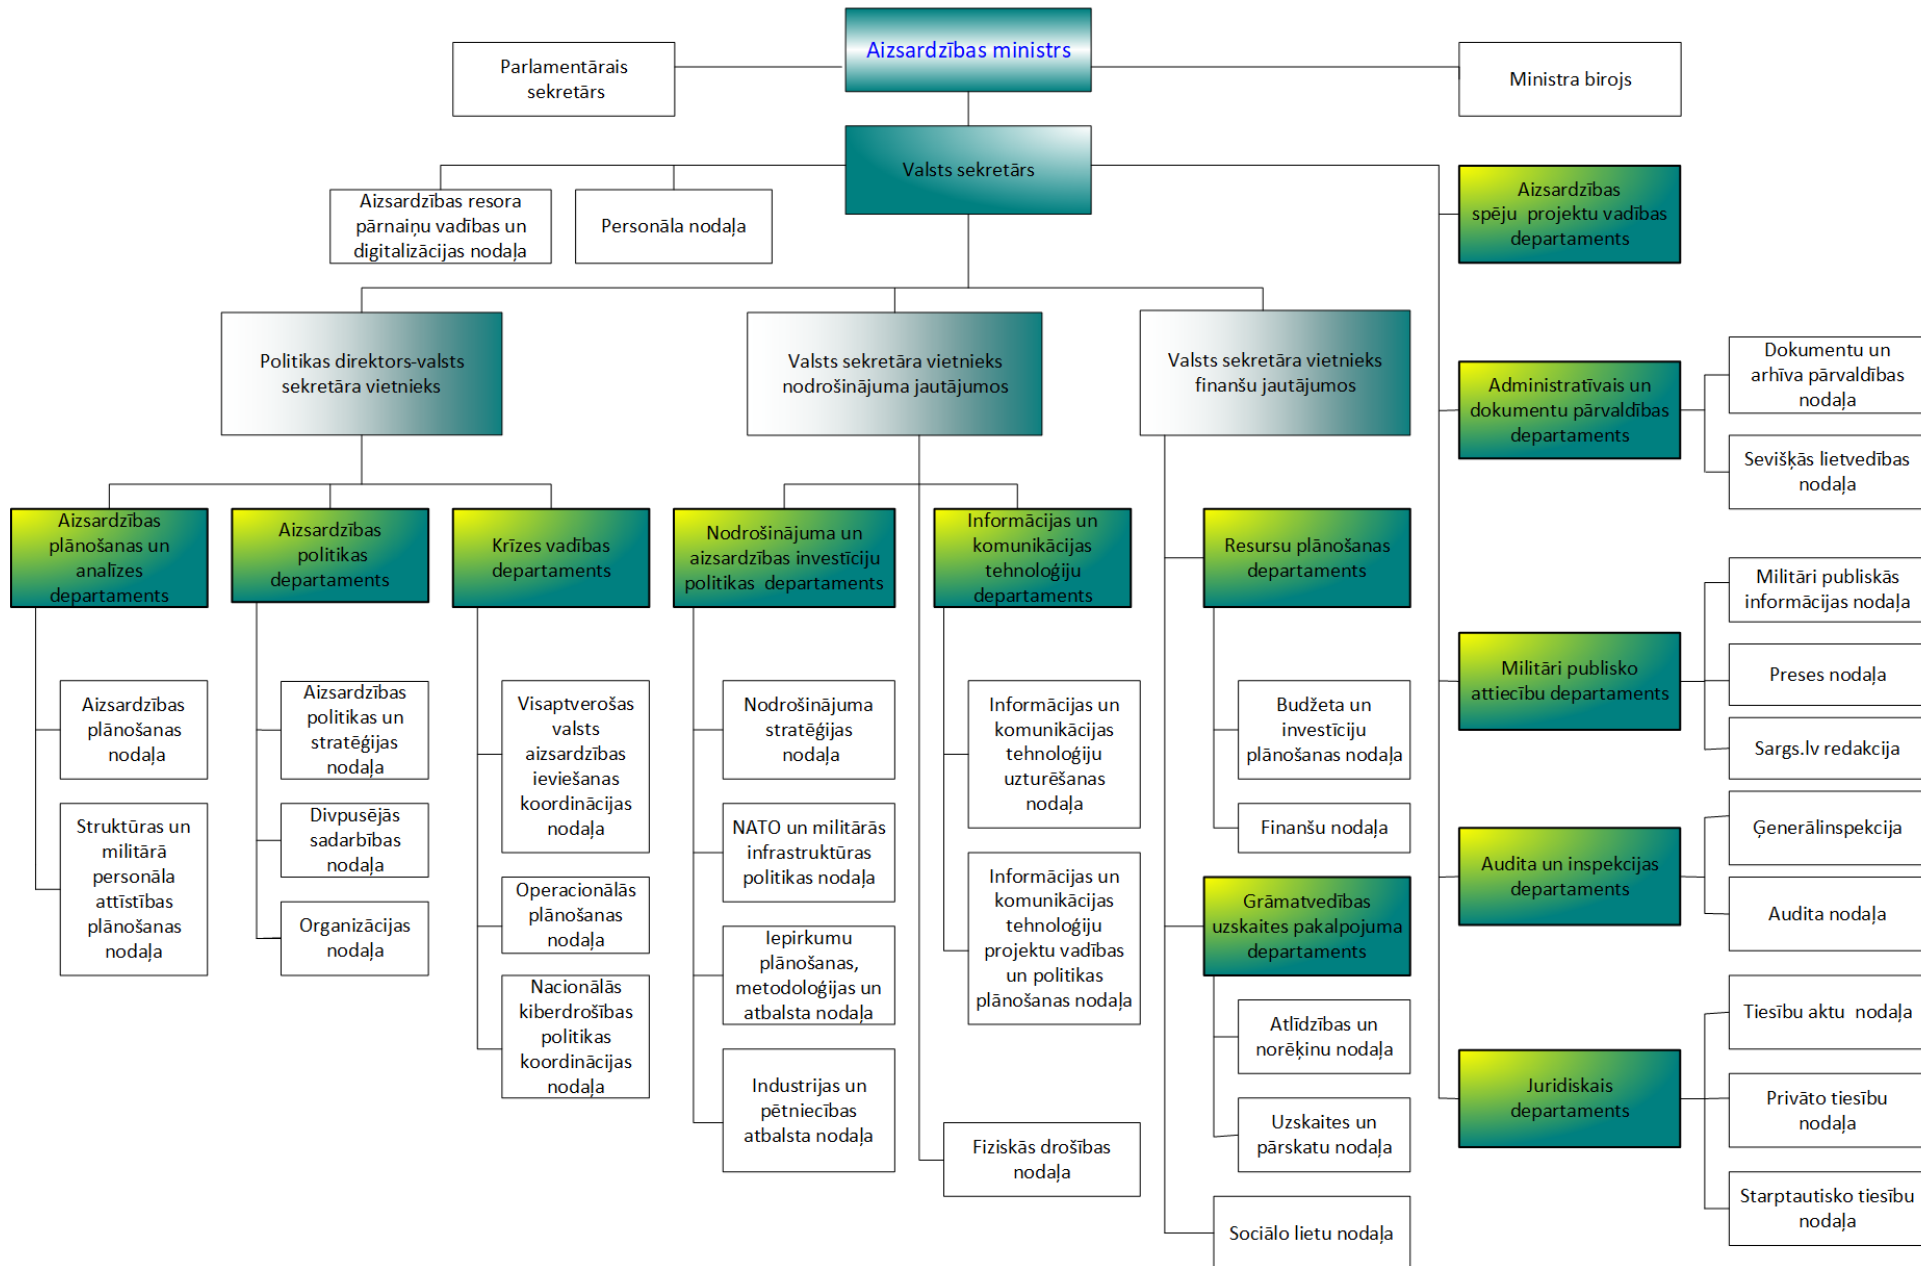 Aizsardzības ministrs
Parlamentārais
sekretārs
Ministra birojs
Valsts sekretārs
Aizsardzības resora
pārnaiņu vadības un
digitalizācijas nodaļa
Personāla nodaļa
Aizsardzības
spēju  projektu vadības
departaments
Politikas direktors-valsts
sekretāra vietnieks
Valsts sekretāra vietnieks
nodrošinājuma jautājumos
Valsts sekretāra vietnieks
finanšu jautājumos
Administratīvais un
dokumentu pārvaldības
departaments
Dokumentu un
arhīva pārvaldības
nodaļa
Sevišķās lietvedības
nodaļa
Aizsardzības
plānošanas un
analīzes
departaments
Aizsardzības
politikas
departaments
Krīzes vadības
departaments
Nodrošinājuma un
aizsardzības investīciju
politikas  departaments
Informācijas un
komunikācijas
tehnoloģiju
departaments
Resursu plānošanas
departaments
Militāri publisko
attiecību departaments
Militāri publiskās
informācijas nodaļa
Preses nodaļa
Sargs.lv redakcija
Aizsardzības
plānošanas
nodaļa
Struktūras un
militārā
personāla
attīstības
plānošanas
nodaļa
Aizsardzības
politikas un
stratēģijas
nodaļa
Divpusējās
sadarbības
nodaļa
Organizācijas
nodaļa
Visaptverošas
valsts
aizsardzības
ieviešanas
koordinācijas
nodaļa
Operacionālās
plānošanas
nodaļa
Nacionālās
kiberdrošības
politikas
koordinācijas
nodaļa
Nodrošinājuma
stratēģijas
nodaļa
NATO un militārās
infrastruktūras
politikas nodaļa
Iepirkumu
plānošanas,
metodoloģijas un
atbalsta nodaļa
Industrijas un
pētniecības
atbalsta nodaļa
Informācijas un
komunikācijas
tehnoloģiju
uzturēšanas
nodaļa
Informācijas un
komunikācijas
tehnoloģiju
projektu vadības
un politikas
plānošanas nodaļa
Fiziskās drošības
nodaļa
Budžeta un
investīciju
plānošanas nodaļa
Finanšu nodaļa
Grāmatvedības
uzskaites pakalpojuma
departaments
Atlīdzības un
norēķinu nodaļa
Uzskaites un
pārskatu nodaļa
Sociālo lietu nodaļa
Audita un inspekcijas
departaments
Ģenerālinspekcija
Audita nodaļa
Juridiskais
departaments
Tiesību aktu  nodaļa
Privāto tiesību
nodaļa
Starptautisko tiesību
nodaļa